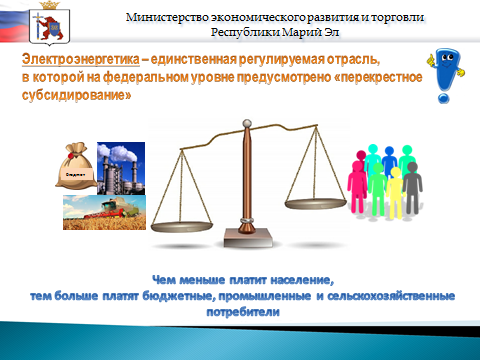 Министерство экономического развития и торговли
Республики Марий Эл
Электроэнергетика – единственная регулируемая отрасль,
в которой на федеральном уровне предусмотрено «перекрестное
субсидирование»
Чем меньше платит население,
тем больше платят бюджетные, промышленные и сельскохозяйственные
потребители